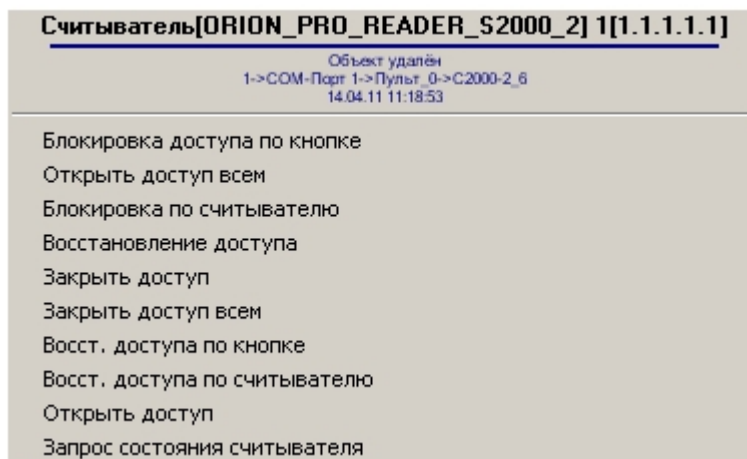 Считыватель[ORION_PRO_READER_S2000_2] 1[1.1.1.1.1]
Объект удалён
1->COM-Порт 1->Пульт_0->С2000-2_6
14.04.11 11:18:53
Блокировка доступа по кнопке
Открыть доступ всем
Блокировка по считывателю
Восстановление доступа
Закрыть доступ
Закрыть доступ всем
Восст. доступа по кнопке
Восст. доступа по считывателю
Открыть доступ
Запрос состояния считывателя